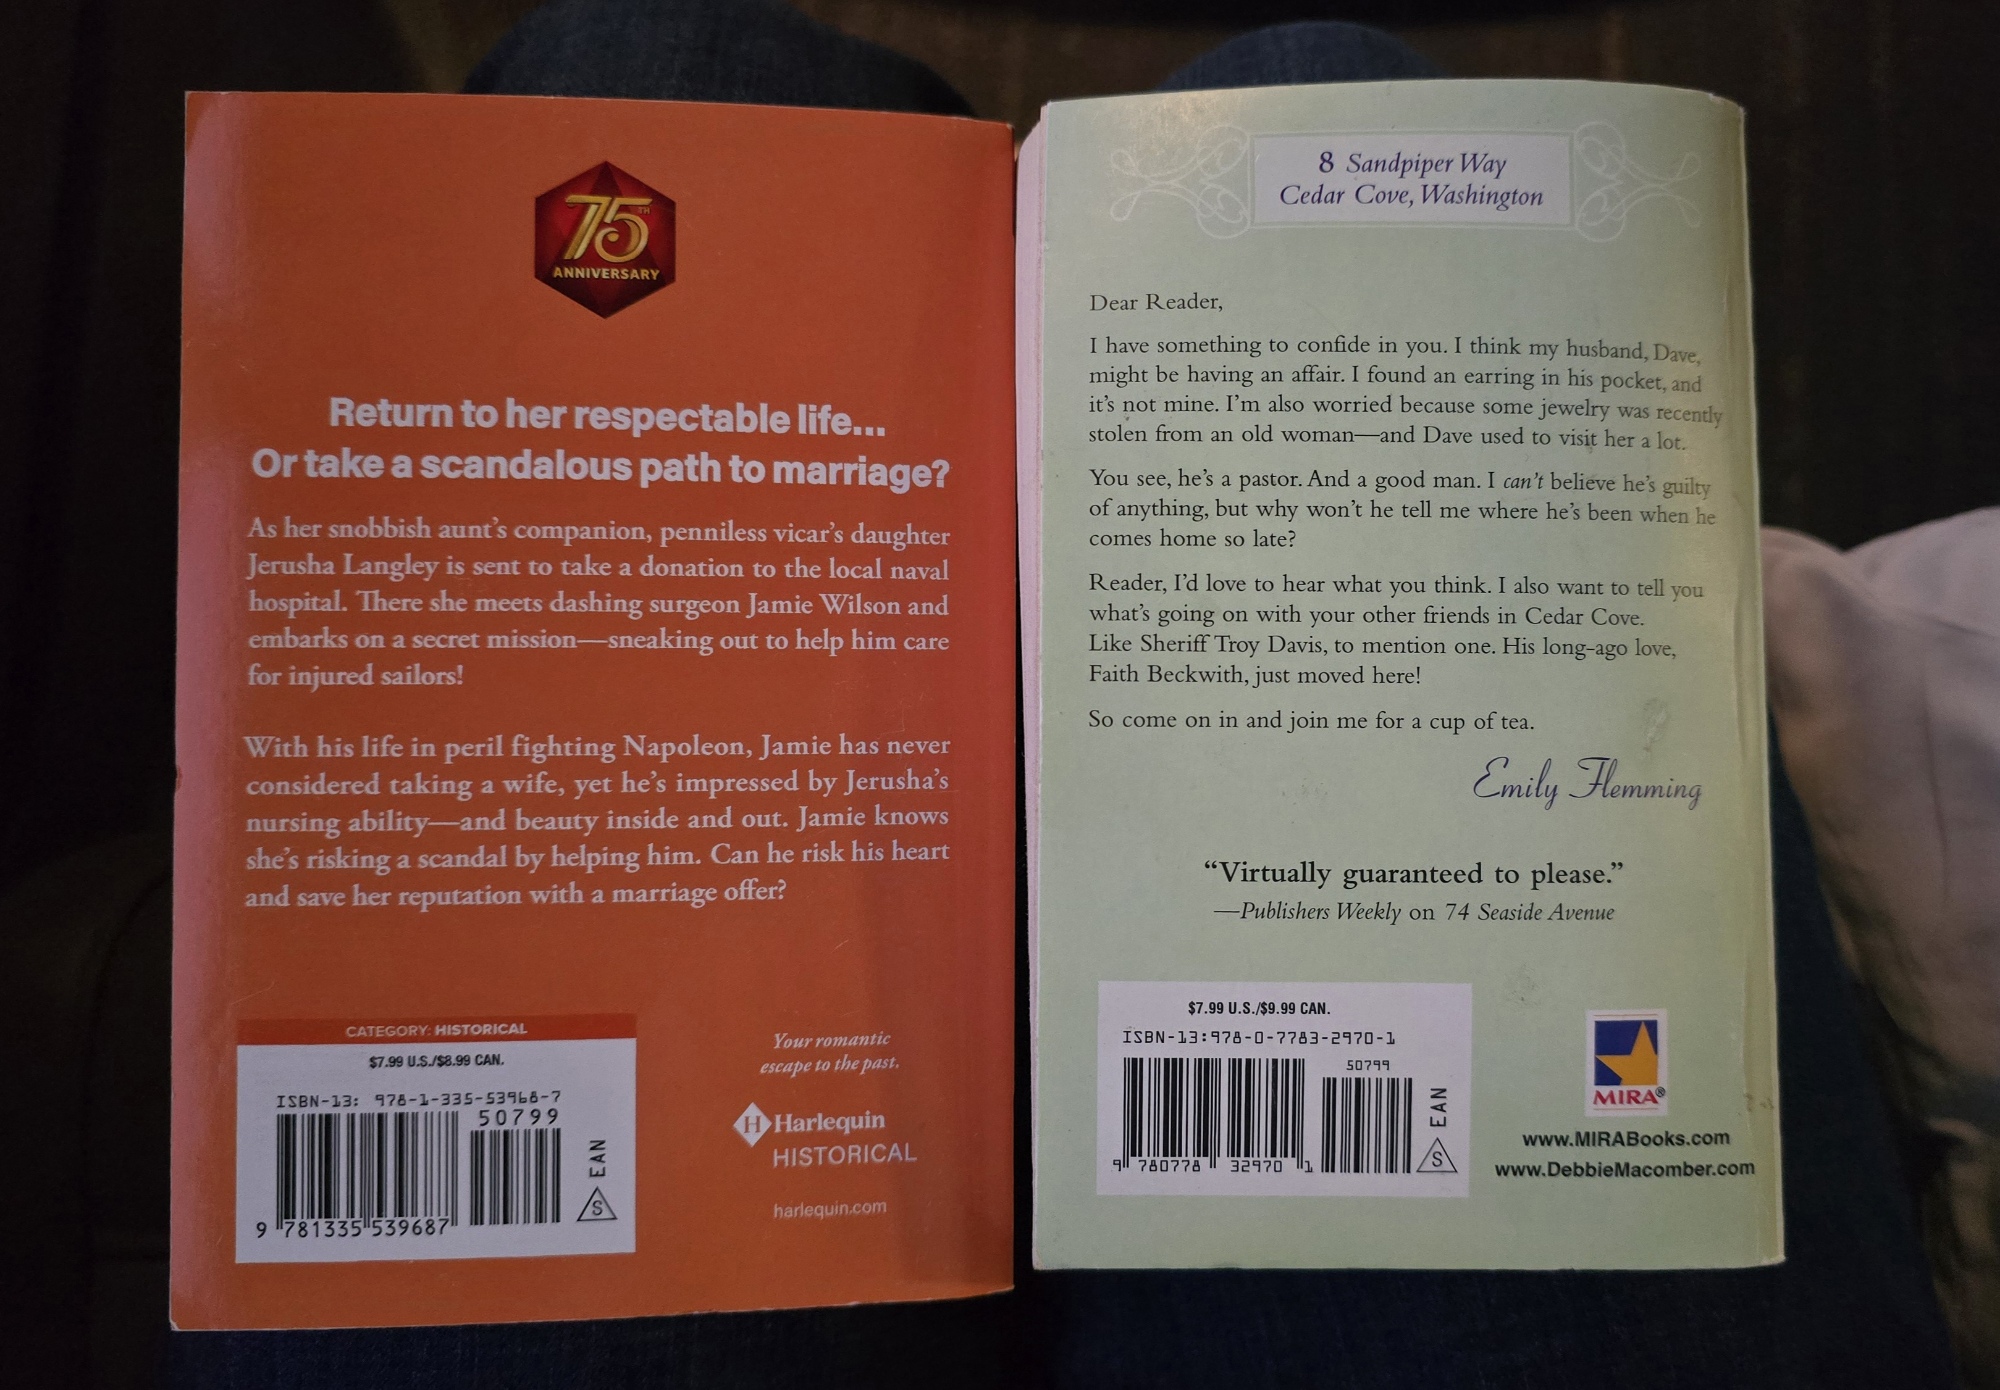 75TH
ANNIVERSARY
Return to her respectable life...
Or take a scandalous path to marriage?
As her snobbish aunt's companion, penniless vicar's daughter
Jerusha Langley is sent to take a donation to the local naval
hospital. There she meets dashing surgeon Jamie Wilson and
embarks on a secret mission—sneaking out to help him care
for injured sailors!
With his life in peril fighting Napoleon, Jamie has never
considered taking a wife, yet he's impressed by Jerusha's
nursing ability—and beauty inside and out. Jamie knows
she's risking a scandal by helping him. Can he risk his heart
and save her reputation with a marriage offer?
CATEGORY: HISTORICAL
$7.99 U.S./$8.99 CAN.
ISBN-13: 978-1-335-53968-7
50799
EAN
S
9 781335 539687
Your romantic
escape to the past.
H Harlequin
HISTORICAL
harlequin.com
8 Sandpiper Way
Cedar Cove, Washington
Dear Reader,
I have something to confide in you. I think my husband, Dave,
might be having an affair. I found an earring in his pocket, and
it's not mine. I'm also worried because some jewelry was recently
stolen from an old woman—and Dave used to visit her a lot.
You see, he's a pastor. And a good man. I can't believe he's guilty
of anything, but why won't he tell me where he's been when he
comes home so late?
Reader, I'd love to hear what you think. I also want to tell you
what's going on with your other friends in Cedar Cove.
Like Sheriff Troy Davis, to mention one. His long-ago love,
Faith Beckwith, just moved here!
So come on in and join me for a cup of tea.
Emily Flemming
"Virtually guaranteed to please."
—Publishers Weekly on 74 Seaside Avenue
$7.99 U.S./$9.99 CAN.
ISBN-13:978-0-7783-2970-1
50799
EAN
S
9 780778 32970 1
MIRA®
www.MIRABooks.com
www.DebbieMacomber.com